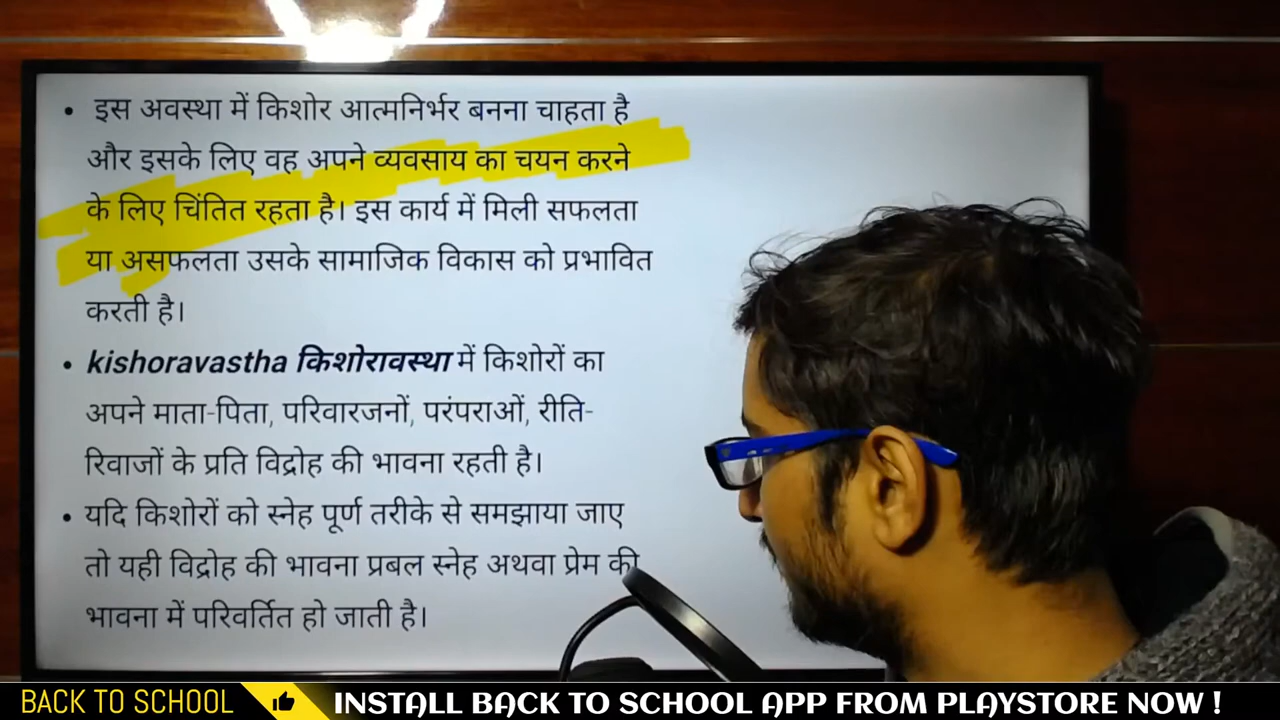 • इस अवस्था में किशोर आत्मनिर्भर बनना चाहता है
और इसके लिए वह अपने व्यवसाय का चयन करने
के लिए चिंतित रहता है। इस कार्य में मिली सफलता
या असफलता उसके सामाजिक विकास को प्रभावित
करती है।
• kishoravastha किशोरावस्था में किशोरों का
अपने माता-पिता, परिवारजनों, परंपराओं, रीति-
रिवाजों के प्रति विद्रोह की भावना रहती है।
• यदि किशोरों को स्नेह पूर्ण तरीके से समझाया जाए
तो यही विद्रोह की भावना प्रबल स्नेह अथवा प्रेम की
भावना में परिवर्तित हो जाती है।
BACK TO SCHOOL INSTALL BACK TO SCHOOL APP FROM PLAYSTORE NOW !